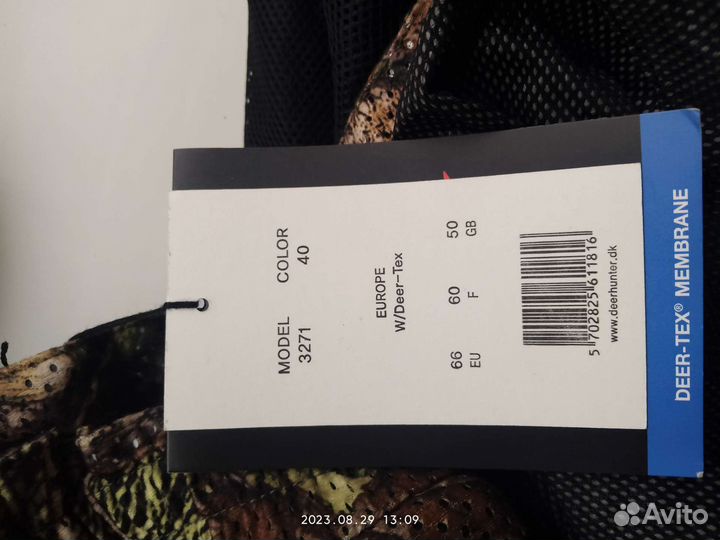 MODEL COLOR
3271 40
EUROPE
W/Deer-Tex
66 60 50
EU F GB
5 702825 611816
www.deerhunter.dk
DEER-TEX® MEMBRANE
2023.08.29 13:09
Avito